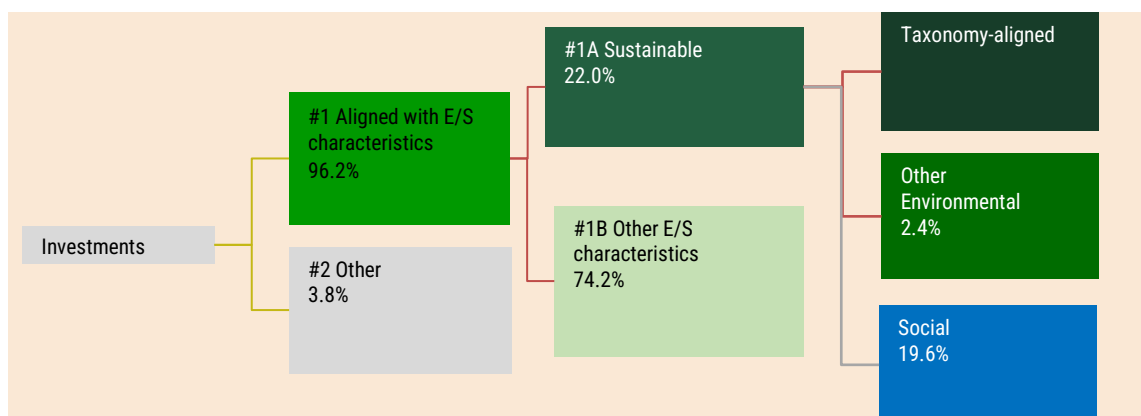 Investments
#1 Aligned with E/S
characteristics
96.2%
#2 Other
3.8%
#1A Sustainable
22.0%
#1B Other E/S
characteristics
74.2%
Taxonomy-aligned
Other
Environmental
2.4%
Social
19.6%